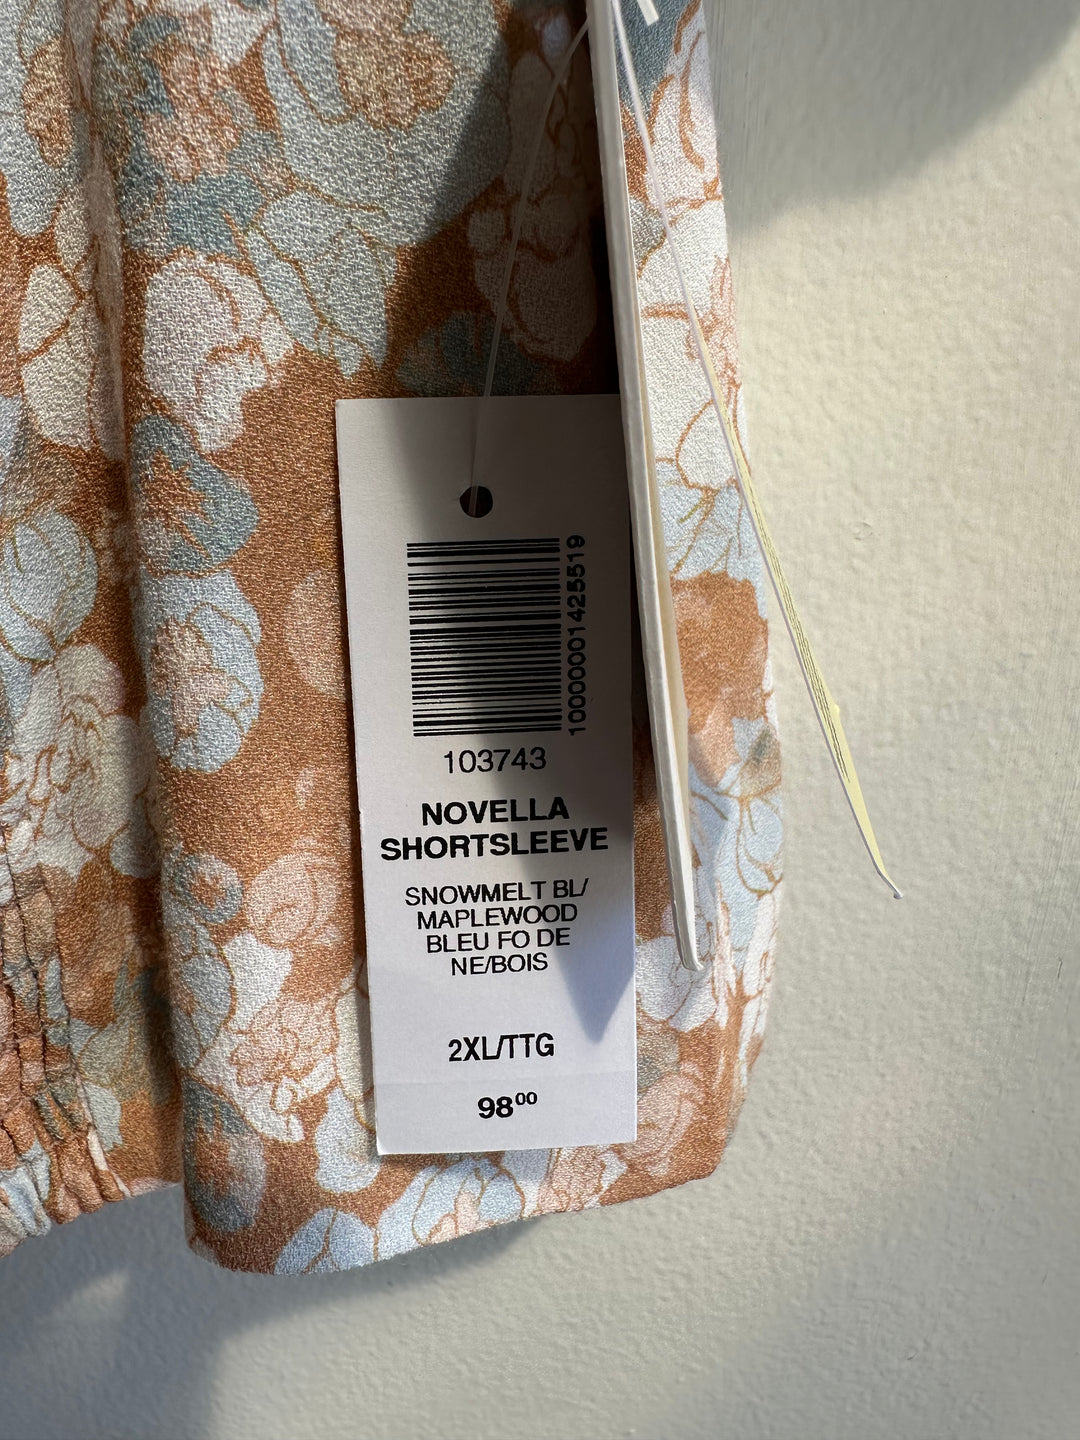 10000001425519
103743
NOVELLA
SHORTSLEEVE
SNOWMELT BL/
MAPLEWOOD
BLEU FO DE
NE/BOIS
2XL/TTG
98⁰⁰